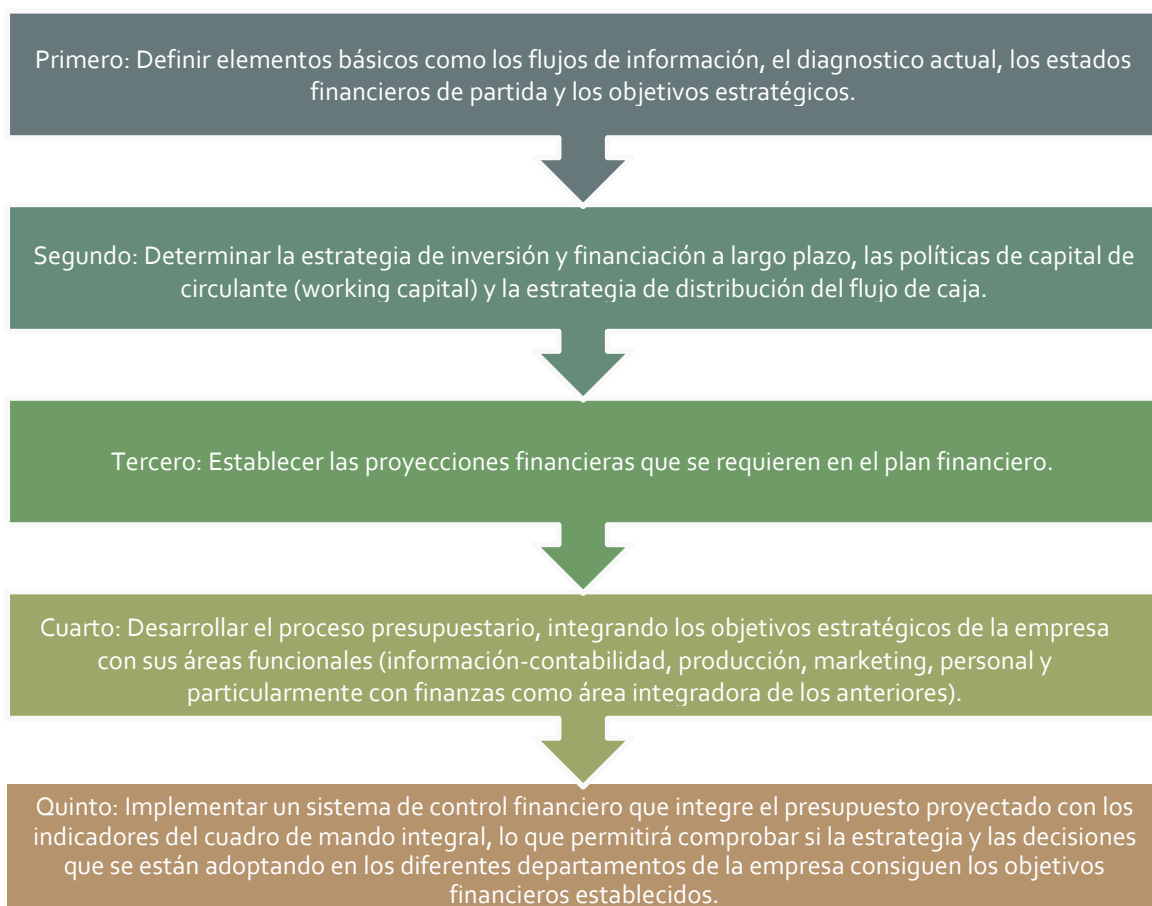 Primero: Definir elementos básicos como los flujos de información, el diagnostico actual, los estados
financieros de partida y los objetivos estratégicos.
Segundo: Determinar la estrategia de inversión y financiación a largo plazo, las políticas de capital de
circulante (working capital) y la estrategia de distribución del flujo de caja.
Tercero: Establecer las proyecciones financieras que se requieren en el plan financiero.
Cuarto: Desarrollar el proceso presupuestario, integrando los objetivos estratégicos de la empresa
con sus áreas funcionales (información-contabilidad, producción, marketing, personal y
particularmente con finanzas como área integradora de los anteriores).
Quinto: Implementar un sistema de control financiero que integre el presupuesto proyectado con los
indicadores del cuadro de mando integral, lo que permitirá comprobar si la estrategia y las decisiones
que se están adoptando en los diferentes departamentos de la empresa consiguen los objetivos
financieros establecidos.